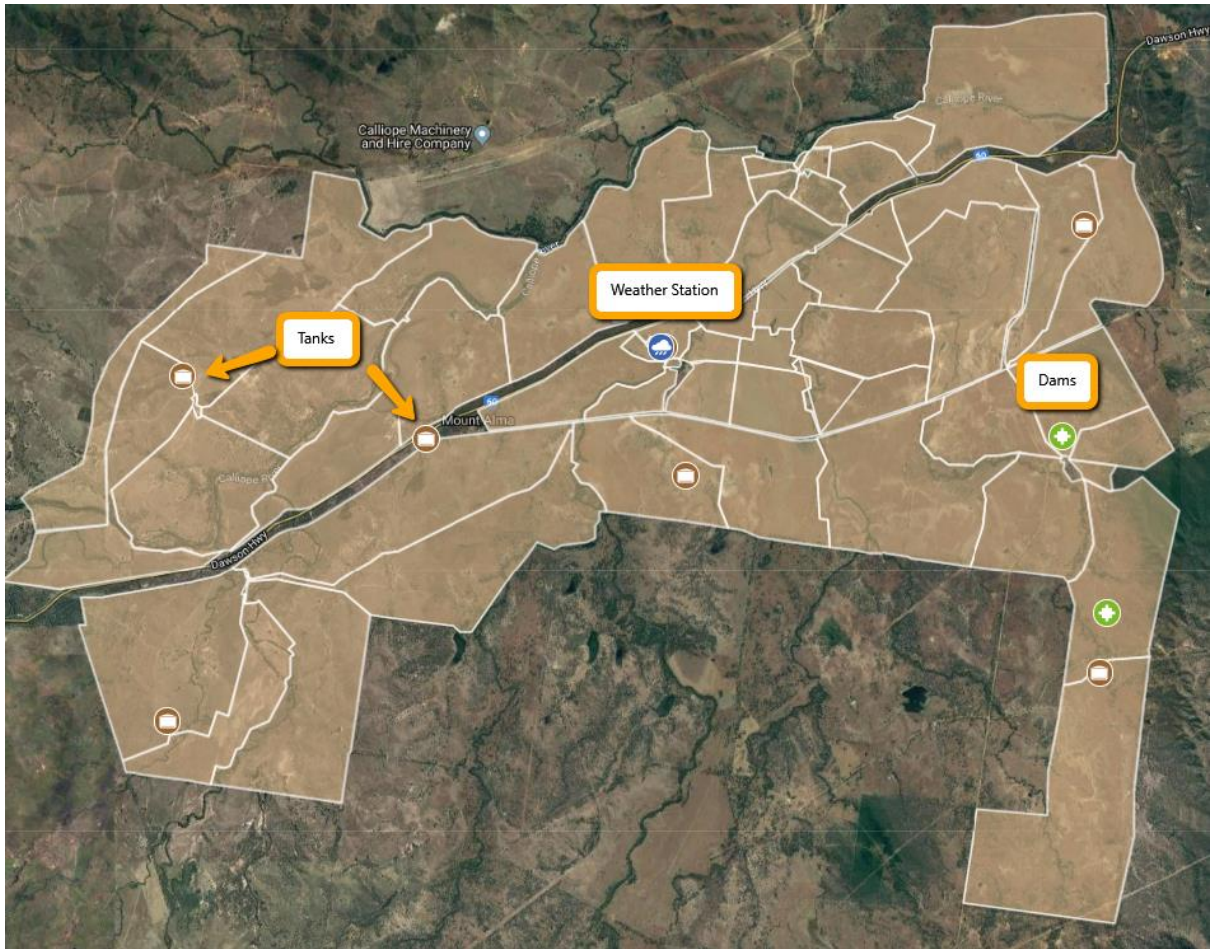 Dawson Hwy
Calliope River
Calliope Machinery
and Hire Company
50
Calliope River
Weather Station
Tanks
Dams
50
Mount Alma
Calliope River
Dawson Hwy